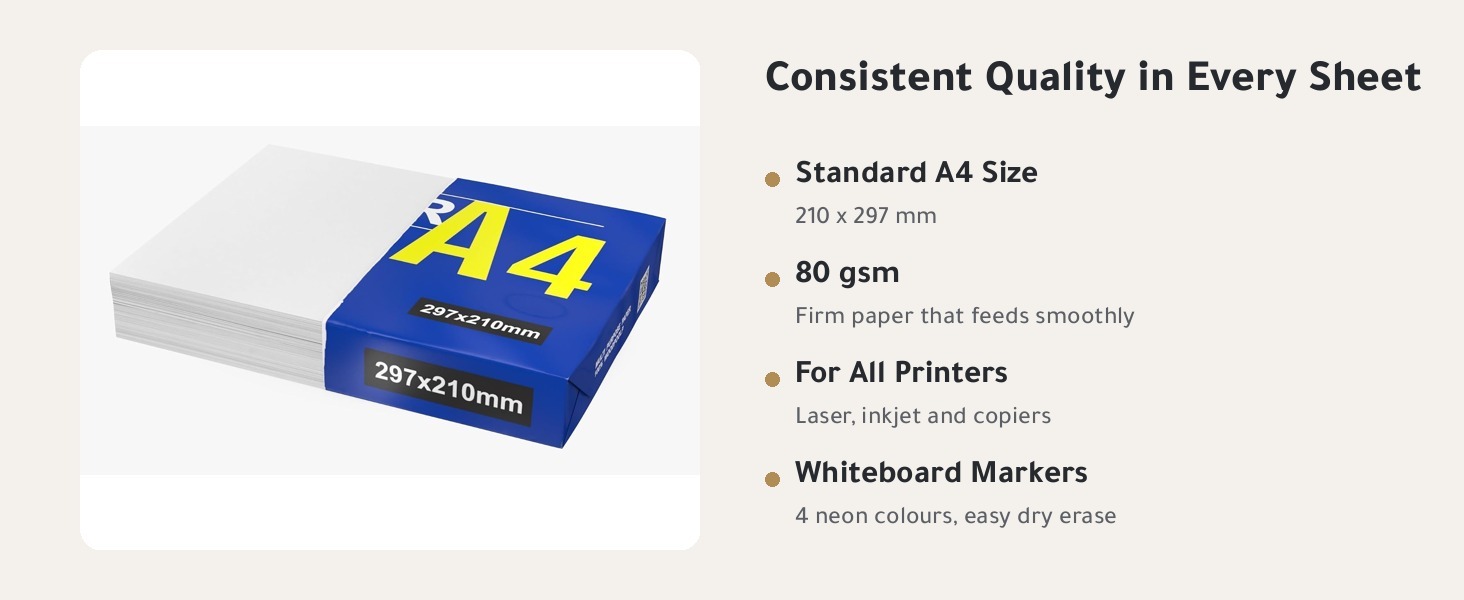 Consistent Quality in Every Sheet
R
A4
297x210mm
297x210mm
Standard A4 Size
210 x 297 mm
80 gsm
Firm paper that feeds smoothly
For All Printers
Laser, inkjet and copiers
Whiteboard Markers
4 neon colours, easy dry erase